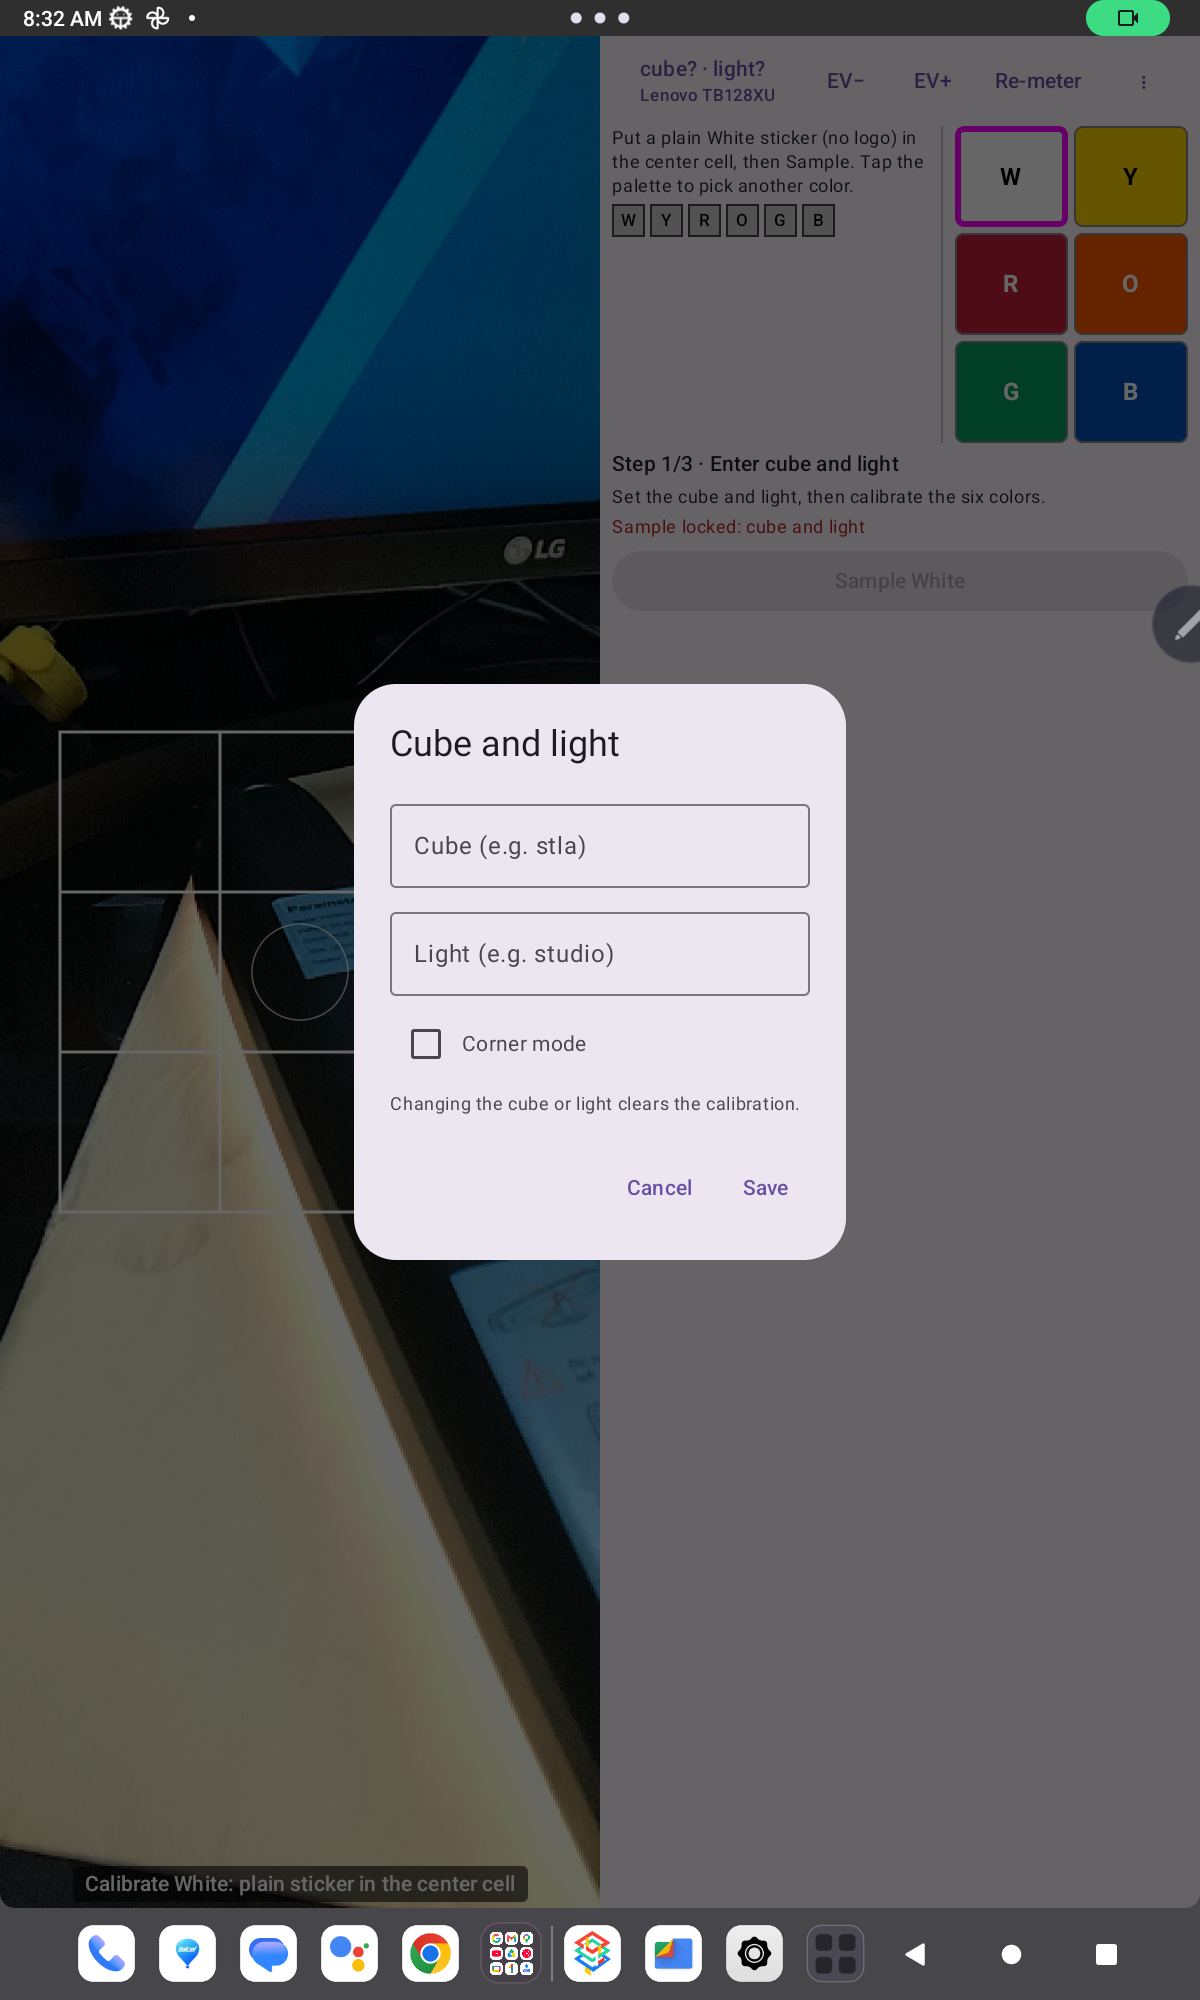 8:32 AM
cube? · light?
Lenovo TB128XU
EV−
EV+
Re-meter
Put a plain White sticker (no logo) in
the center cell, then Sample. Tap the
palette to pick another color.
W Y R O G B
W
Y
R
O
G
B
Step 1/3 · Enter cube and light
Set the cube and light, then calibrate the six colors.
Sample locked: cube and light
Sample White
LG
Cube and light
Cube (e.g. stla)
Light (e.g. studio)
Corner mode
Changing the cube or light clears the calibration.
Cancel
Save
Calibrate White: plain sticker in the center cell